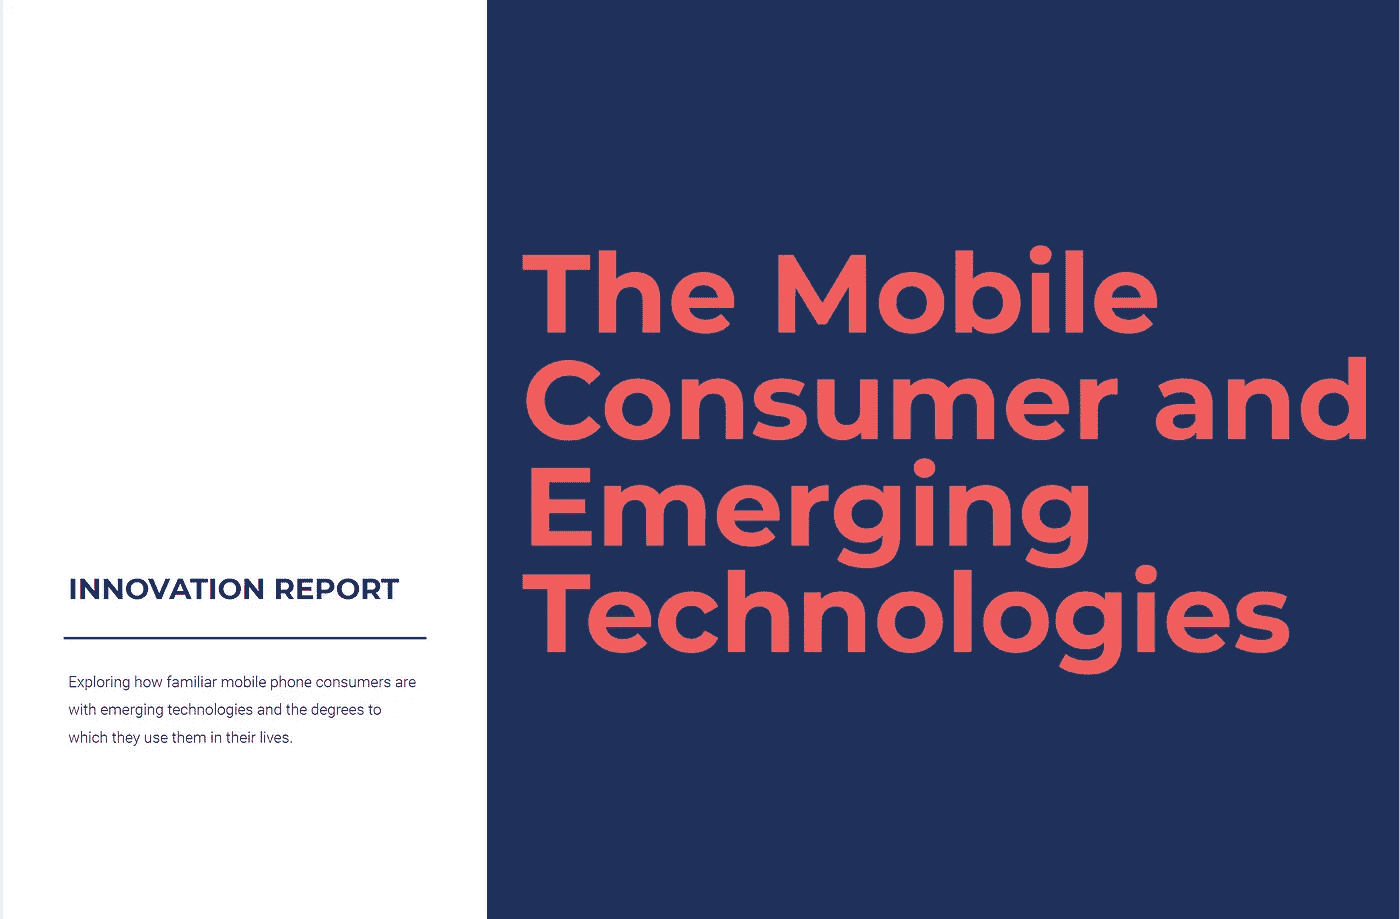 INNOVATION REPORT
Exploring how familiar mobile phone consumers are
with emerging technologies and the degrees to
which they use them in their lives.
The Mobile
Consumer and
Emerging
Technologies